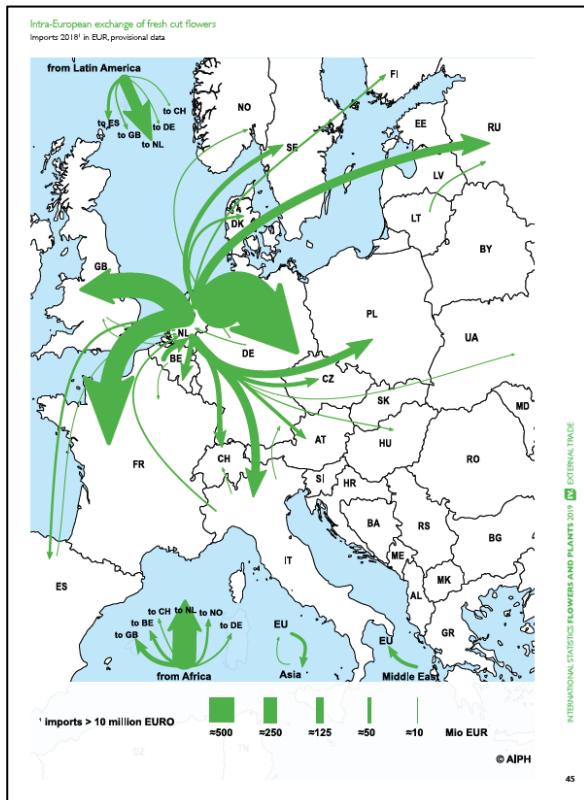 Intra-European exchange of fresh cut flowers
Imports 2018¹ in EUR, provisional data
from Latin America
to CH
to ES
to DE
to GB
to NL
FI
NO
SE
EE
RU
LV
LT
DK
BY
GB
PL
NL
DE
BE
UA
CZ
SK
MD
AT
HU
CH
FR
RO
SI
HR
BA
RS
BG
IT
ME
MK
AL
ES
GR
to CH
to NL
to NO
to BE
to GB
to DE
from Africa
EU
Asia
EU
Middle East
¹ imports > 10 million EURO
≈500
≈250
≈125
≈50
≈10
Mio EUR
DZ
TN
© AIPH
INTERNATIONAL STATISTICS FLOWERS AND PLANTS 2019 IV. EXTERNAL TRADE
45